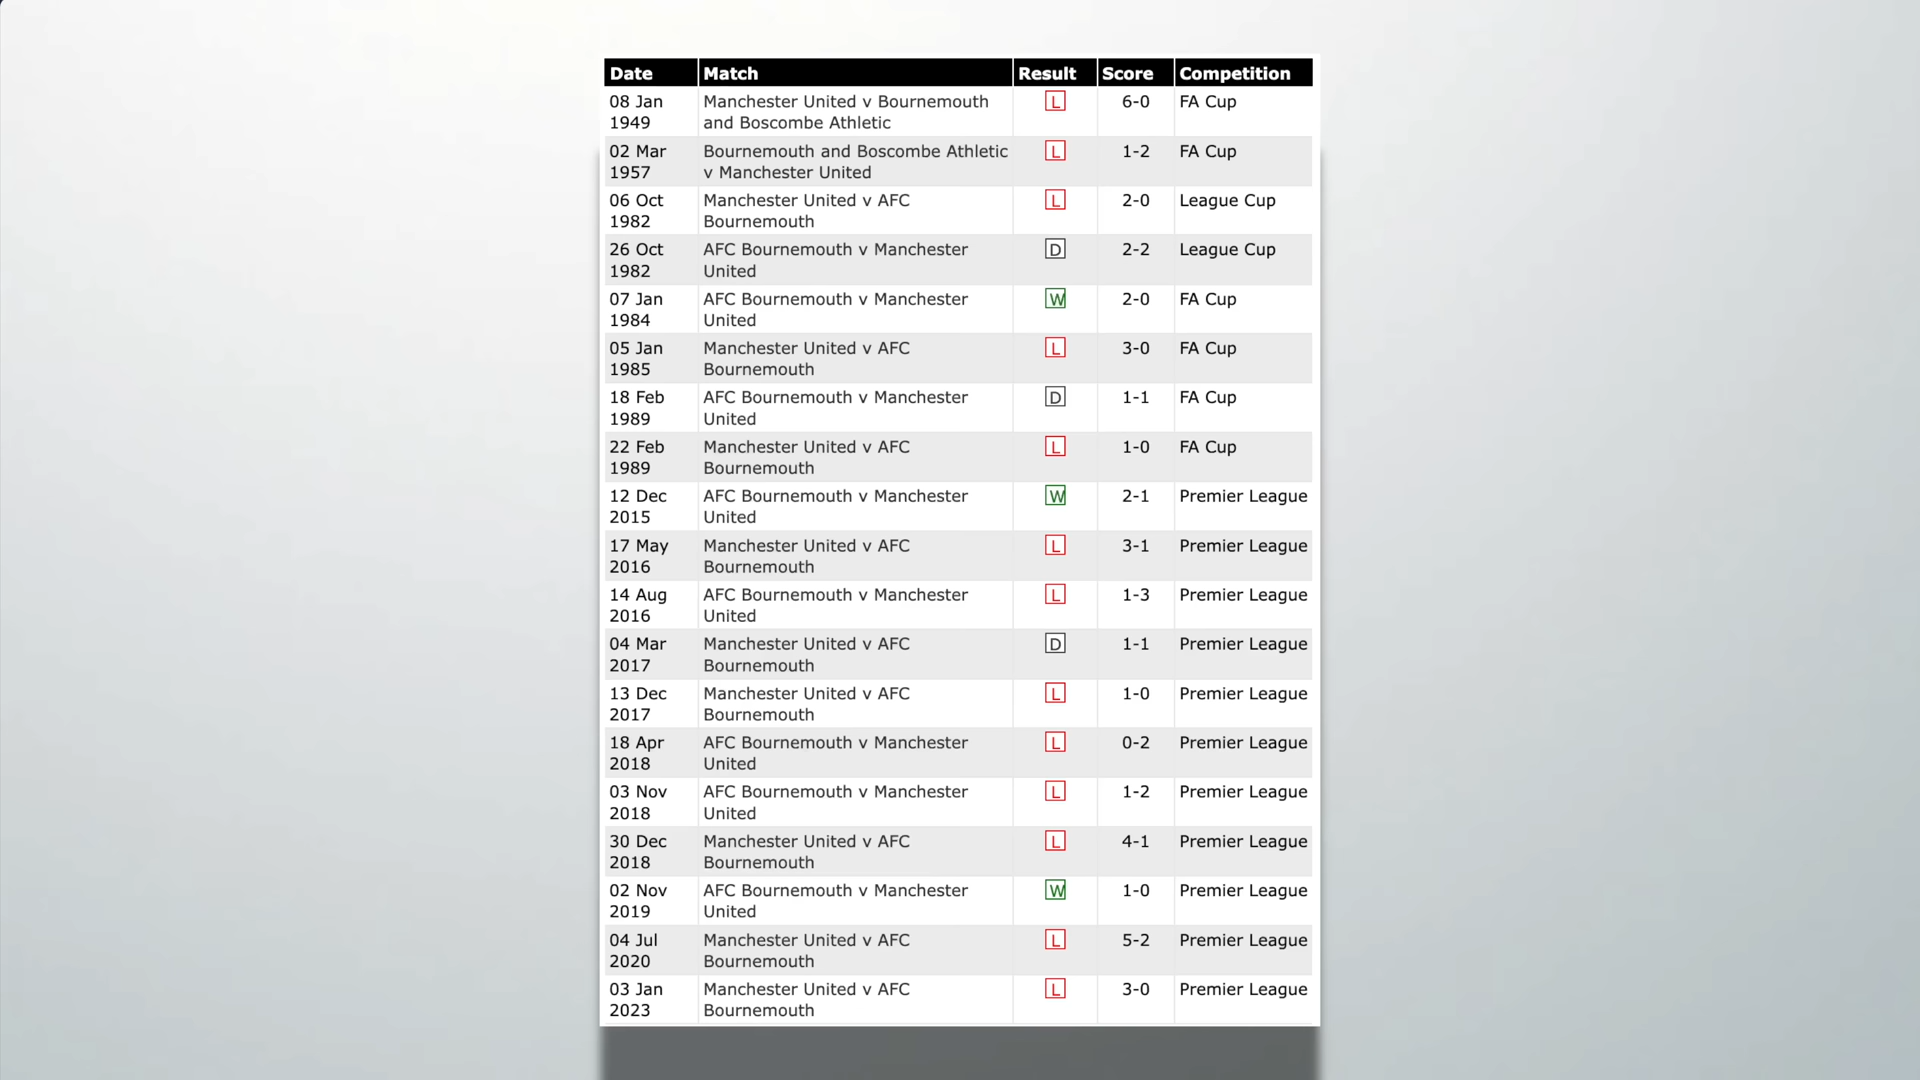 Date Match Result Score Competition
08 Jan Manchester United v Bournemouth L 6-0 FA Cup
1949 and Boscombe Athletic
02 Mar Bournemouth and Boscombe Athletic L 1-2 FA Cup
1957 v Manchester United
06 Oct Manchester United v AFC L 2-0 League Cup
1982 Bournemouth
26 Oct AFC Bournemouth v Manchester D 2-2 League Cup
1982 United
07 Jan AFC Bournemouth v Manchester W 2-0 FA Cup
1984 United
05 Jan Manchester United v AFC L 3-0 FA Cup
1985 Bournemouth
18 Feb AFC Bournemouth v Manchester D 1-1 FA Cup
1989 United
22 Feb Manchester United v AFC L 1-0 FA Cup
1989 Bournemouth
12 Dec AFC Bournemouth v Manchester W 2-1 Premier League
2015 United
17 May Manchester United v AFC L 3-1 Premier League
2016 Bournemouth
14 Aug AFC Bournemouth v Manchester L 1-3 Premier League
2016 United
04 Mar Manchester United v AFC D 1-1 Premier League
2017 Bournemouth
13 Dec Manchester United v AFC L 1-0 Premier League
2017 Bournemouth
18 Apr AFC Bournemouth v Manchester L 0-2 Premier League
2018 United
03 Nov AFC Bournemouth v Manchester L 1-2 Premier League
2018 United
30 Dec Manchester United v AFC L 4-1 Premier League
2018 Bournemouth
02 Nov AFC Bournemouth v Manchester W 1-0 Premier League
2019 United
04 Jul Manchester United v AFC L 5-2 Premier League
2020 Bournemouth
03 Jan Manchester United v AFC L 3-0 Premier League
2023 Bournemouth